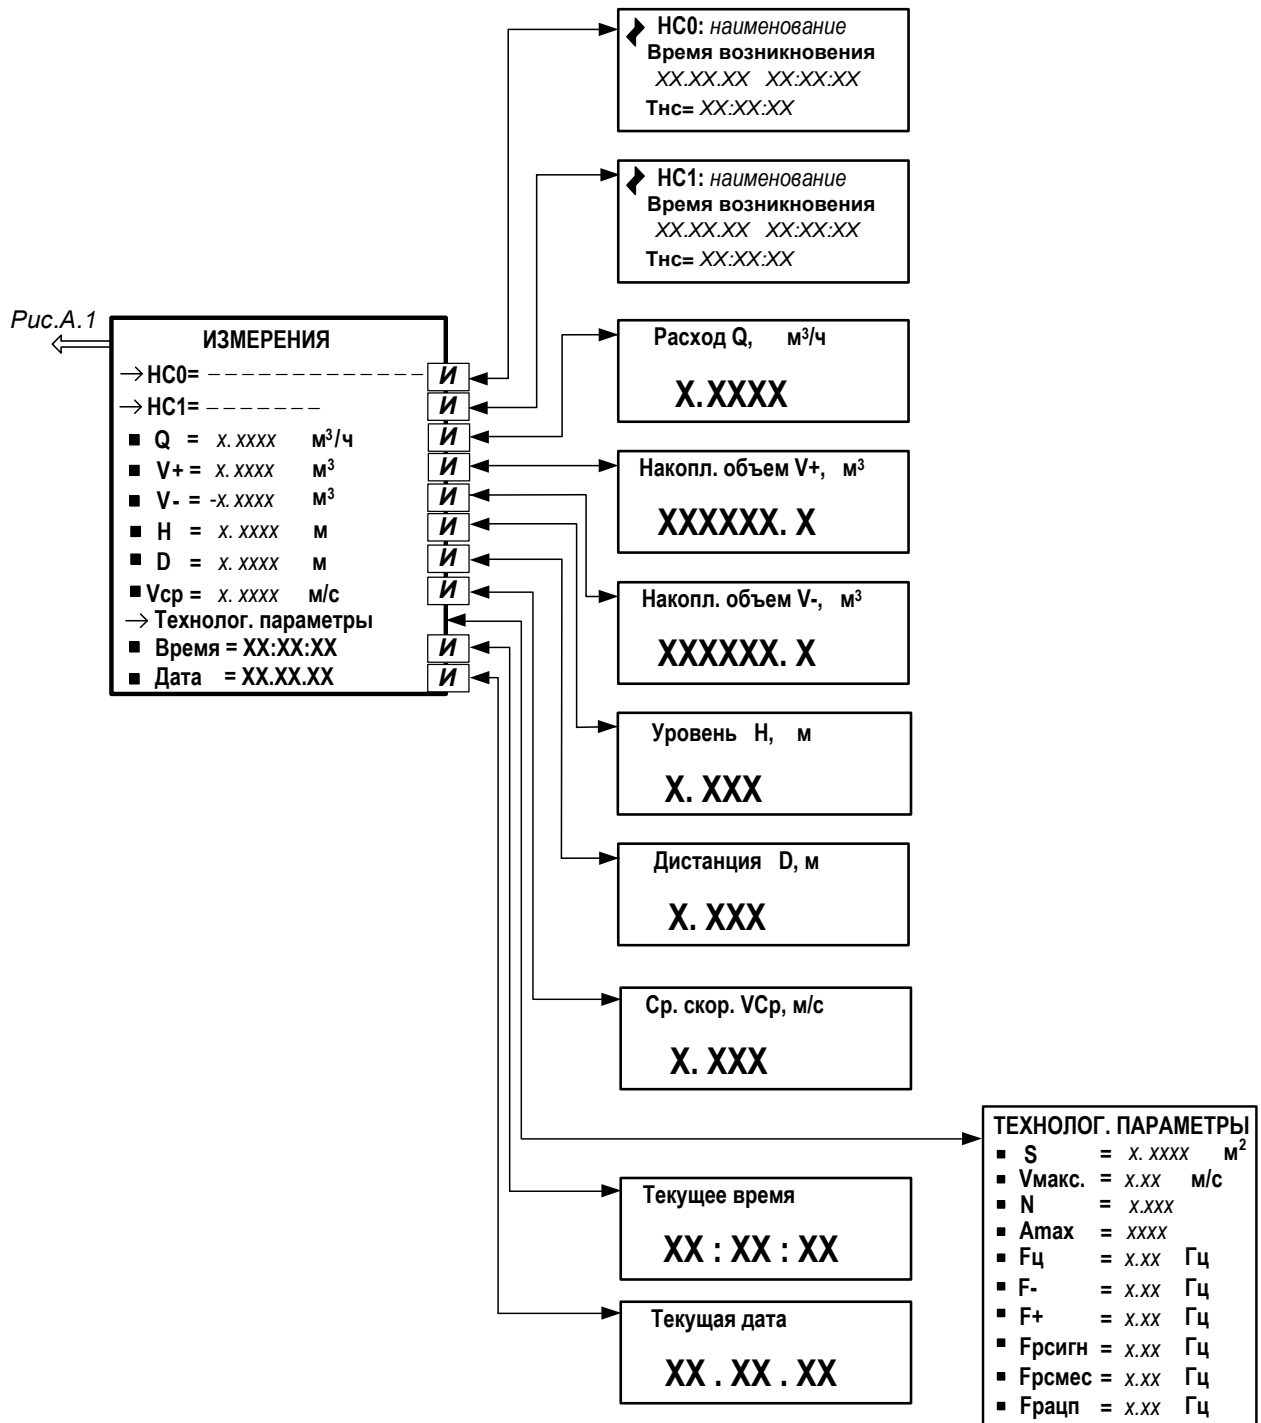 НС0: наименование
Время возникновения
XX.XX.XX XX:XX:XX
Тнс= XX:XX:XX
НС1: наименование
Время возникновения
XX.XX.XX XX:XX:XX
Тнс= XX:XX:XX
Рис.А.1
ИЗМЕРЕНИЯ
→НС0= – – – – – – – – – – – – – – И
→НС1= – – – – – – – И
■ Q = x. xxxx м³/ч И
■ V+ = x. xxxx м³ И
■ V- = -x. xxxx м³ И
■ H = x. xxxx м И
■ D = x. xxxx м И
■ Vср = x. xxxx м/с И
→ Технолог. параметры
■ Время = XX:XX:XX И
■ Дата = XX.XX.XX И
Расход Q, м³/ч
X.XXXX
Накопл. объем V+, м³
XXXXXX. X
Накопл. объем V-, м³
XXXXXX. X
Уровень H, м
X. XXX
Дистанция D, м
X. XXX
Ср. скор. VСр, м/с
X. XXX
Текущее время
XX : XX : XX
Текущая дата
XX . XX . XX
ТЕХНОЛОГ. ПАРАМЕТРЫ
■ S = x. xxxx м²
■ Vмакс. = x.xx м/с
■ N = x.xxx
■ Amax = xxxx
■ Fц = x.xx Гц
■ F- = x.xx Гц
■ F+ = x.xx Гц
■ Fрсигн = x.xx Гц
■ Fрсмес = x.xx Гц
■ Fрацп = x.xx Гц